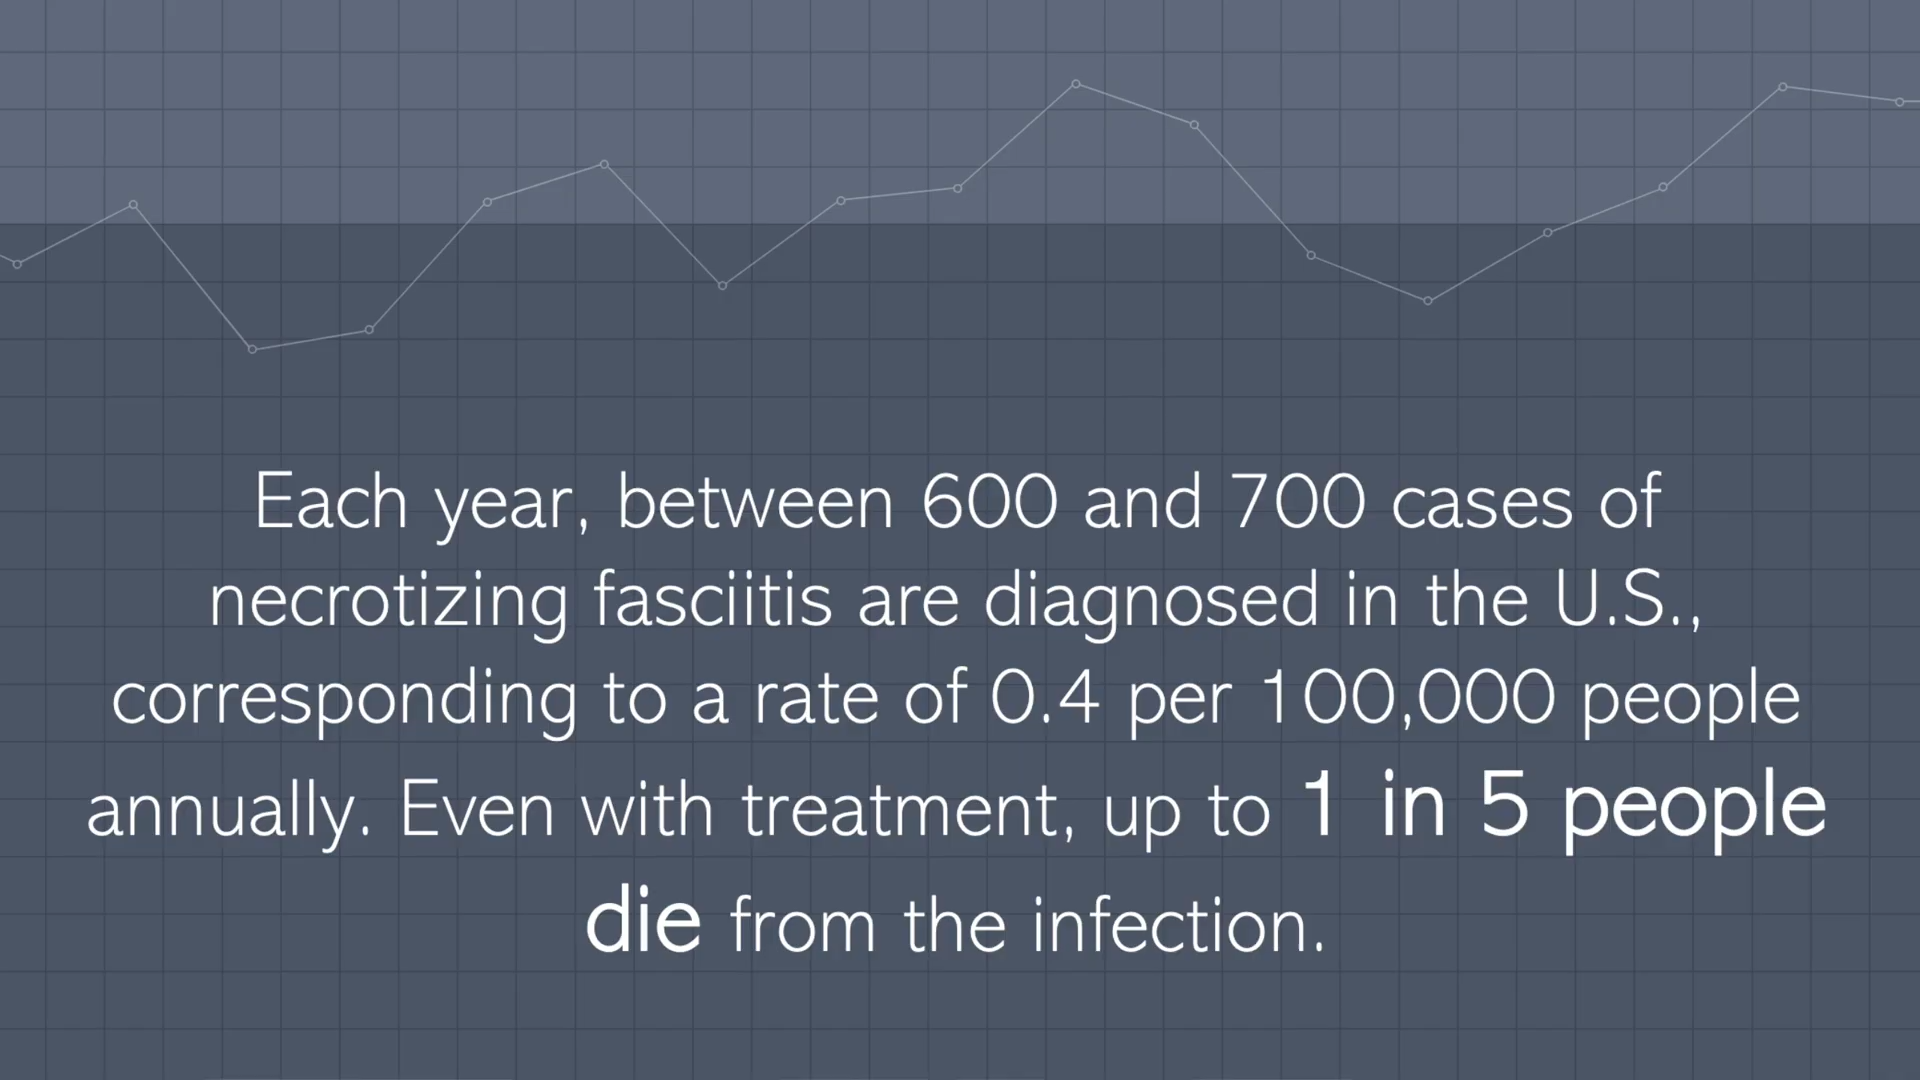 Each year, between 600 and 700 cases of
necrotizing fasciitis are diagnosed in the U.S.,
corresponding to a rate of 0.4 per 100,000 people
annually. Even with treatment, up to 1 in 5 people
die from the infection.